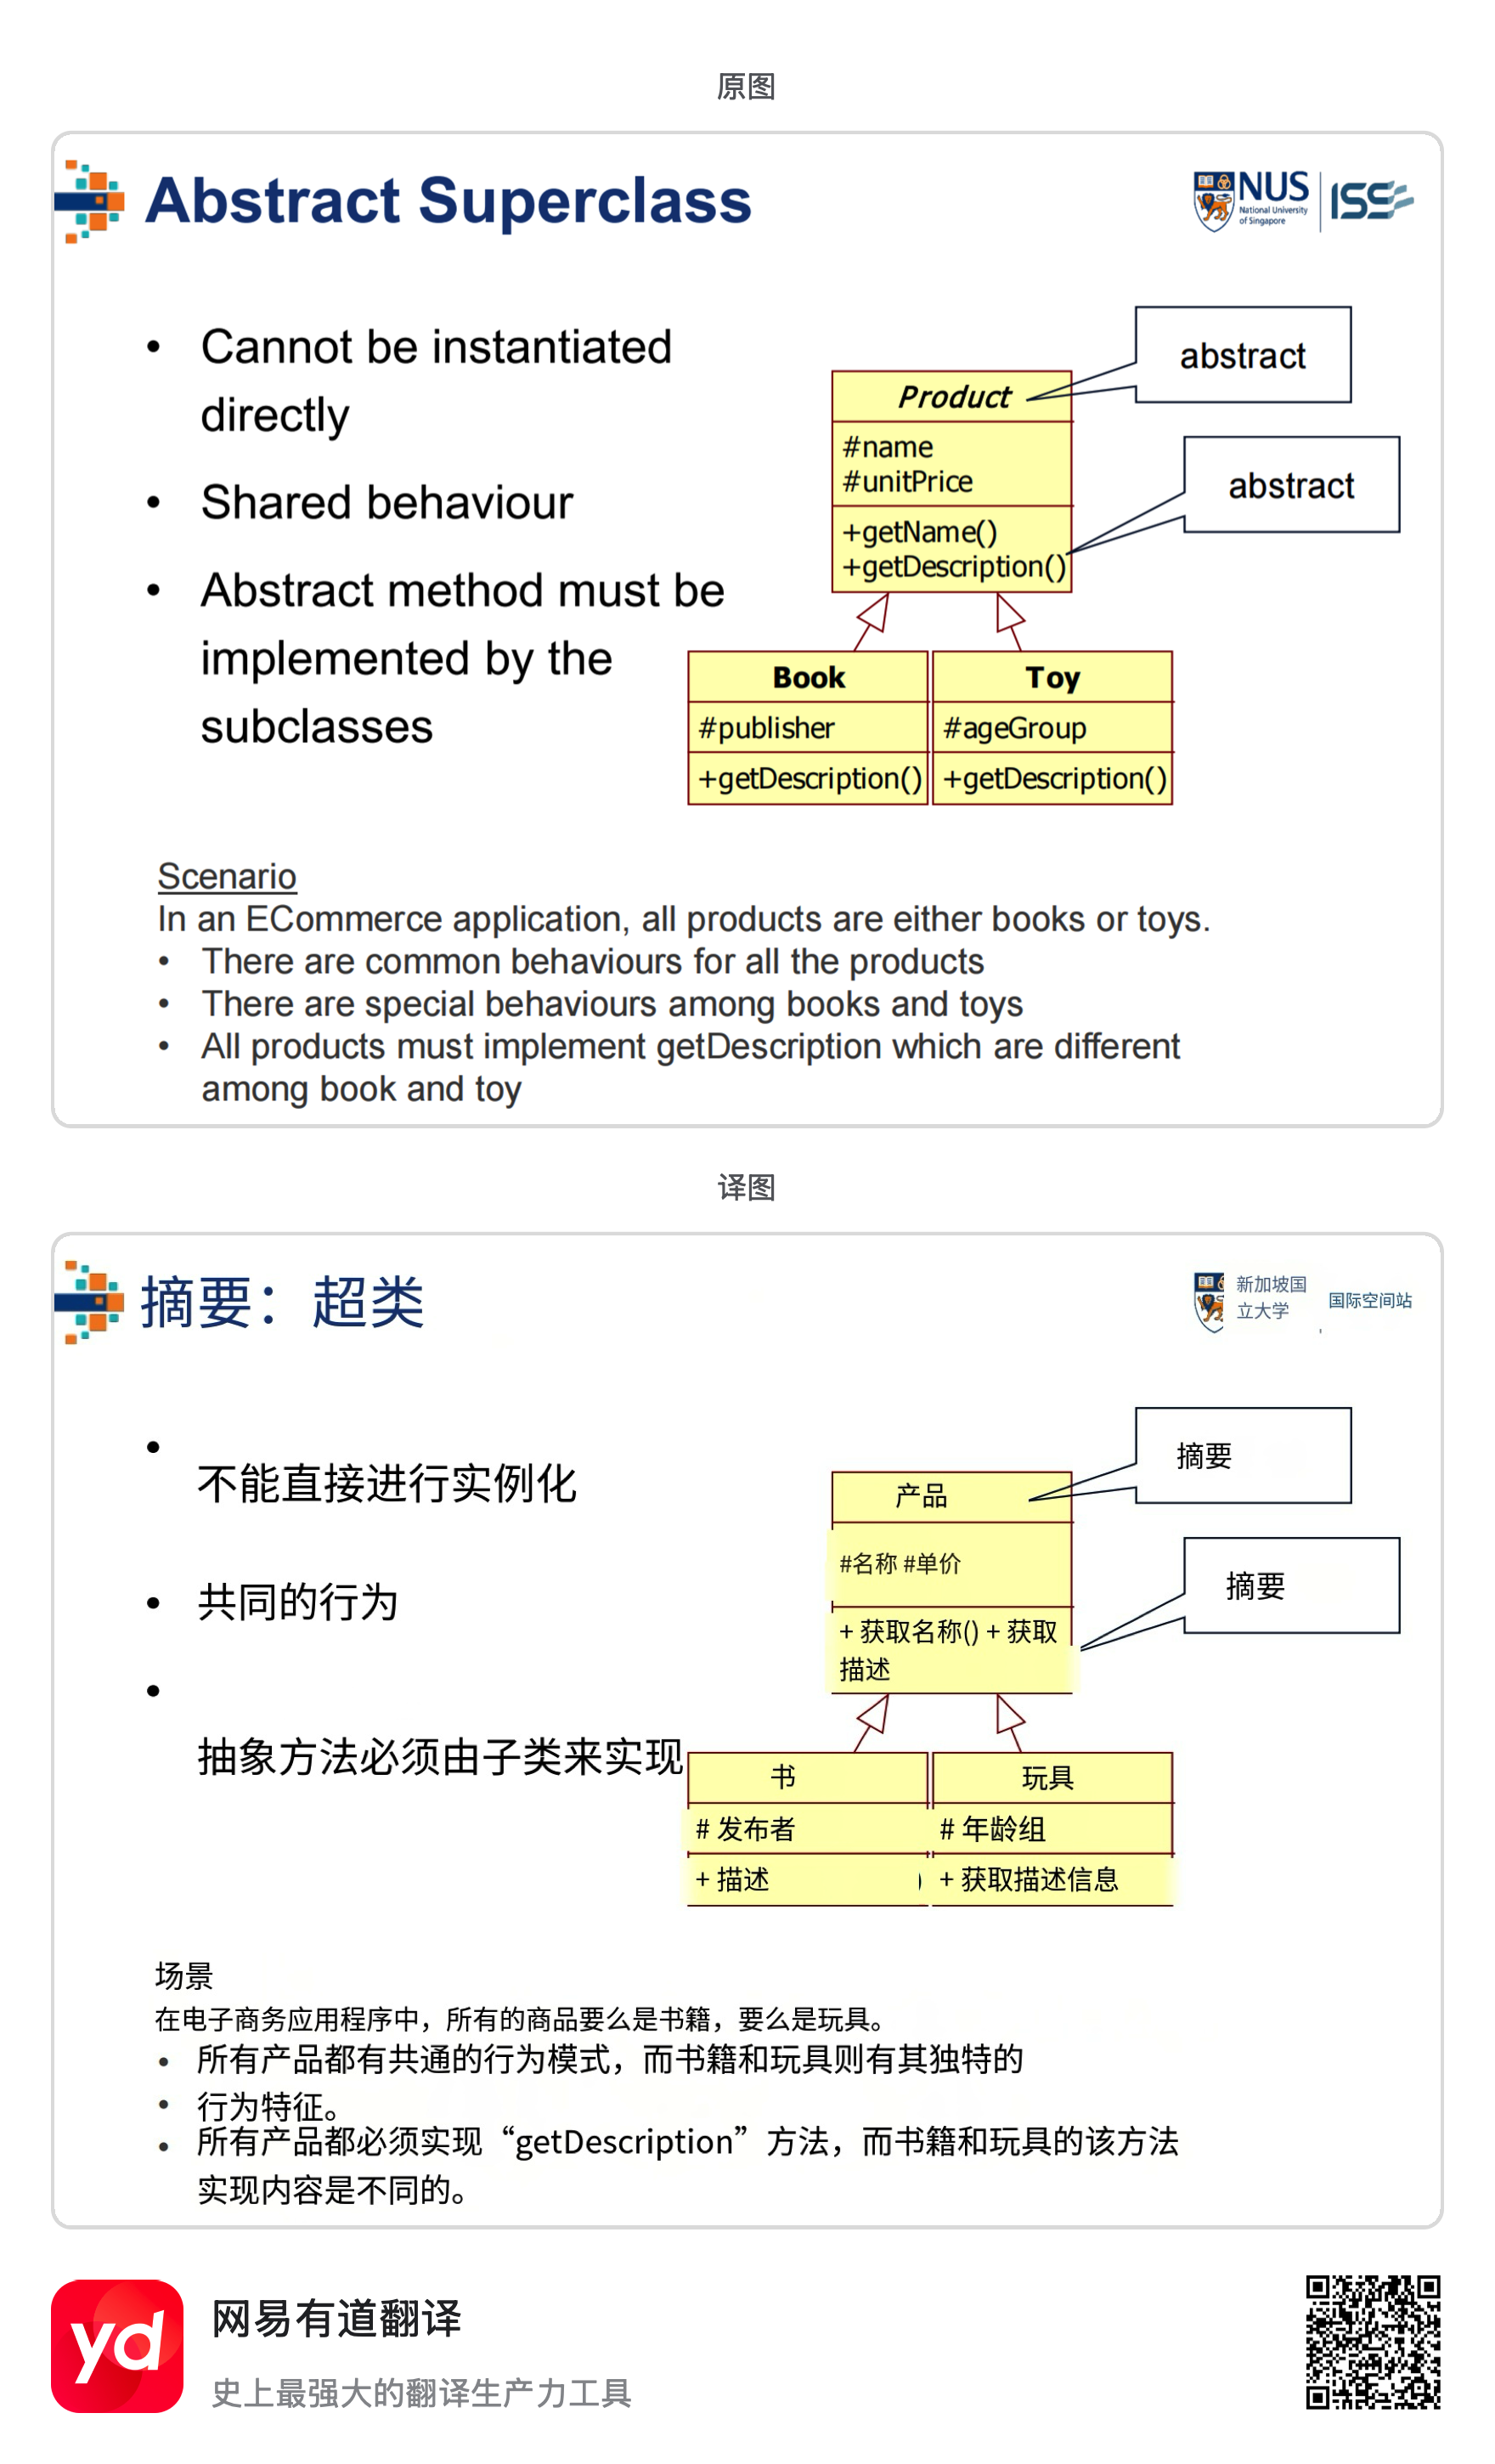 原图
Abstract Superclass
NUS
National University
of Singapore
ISS
• Cannot be instantiated
directly
• Shared behaviour
• Abstract method must be
implemented by the
subclasses
abstract
abstract
Product
#name
#unitPrice
+getName()
+getDescription()
Book
#publisher
+getDescription()
Toy
#ageGroup
+getDescription()
Scenario
In an ECommerce application, all products are either books or toys.
• There are common behaviours for all the products
• There are special behaviours among books and toys
• All products must implement getDescription which are different
among book and toy
译图
摘要：超类
新加坡国
立大学
国际空间站
• 不能直接进行实例化
• 共同的行为
• 抽象方法必须由子类来实现
摘要
摘要
产品
#名称 #单价
+ 获取名称() + 获取
描述
书
# 发布者
+ 描述 )
玩具
# 年龄组
+ 获取描述信息
场景
在电子商务应用程序中，所有的商品要么是书籍，要么是玩具。
• 所有产品都有共通的行为模式，而书籍和玩具则有其独特的
• 行为特征。
• 所有产品都必须实现“getDescription”方法，而书籍和玩具的该方法
实现内容是不同的。
yd
网易有道翻译
史上最强大的翻译生产力工具